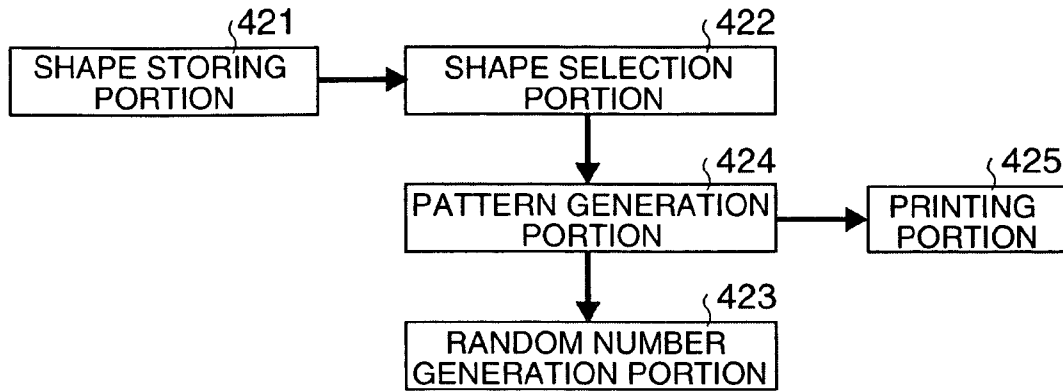 421
SHAPE STORING
PORTION
422
SHAPE SELECTION
PORTION
424
PATTERN GENERATION
PORTION
425
PRINTING
PORTION
423
RANDOM NUMBER
GENERATION PORTION